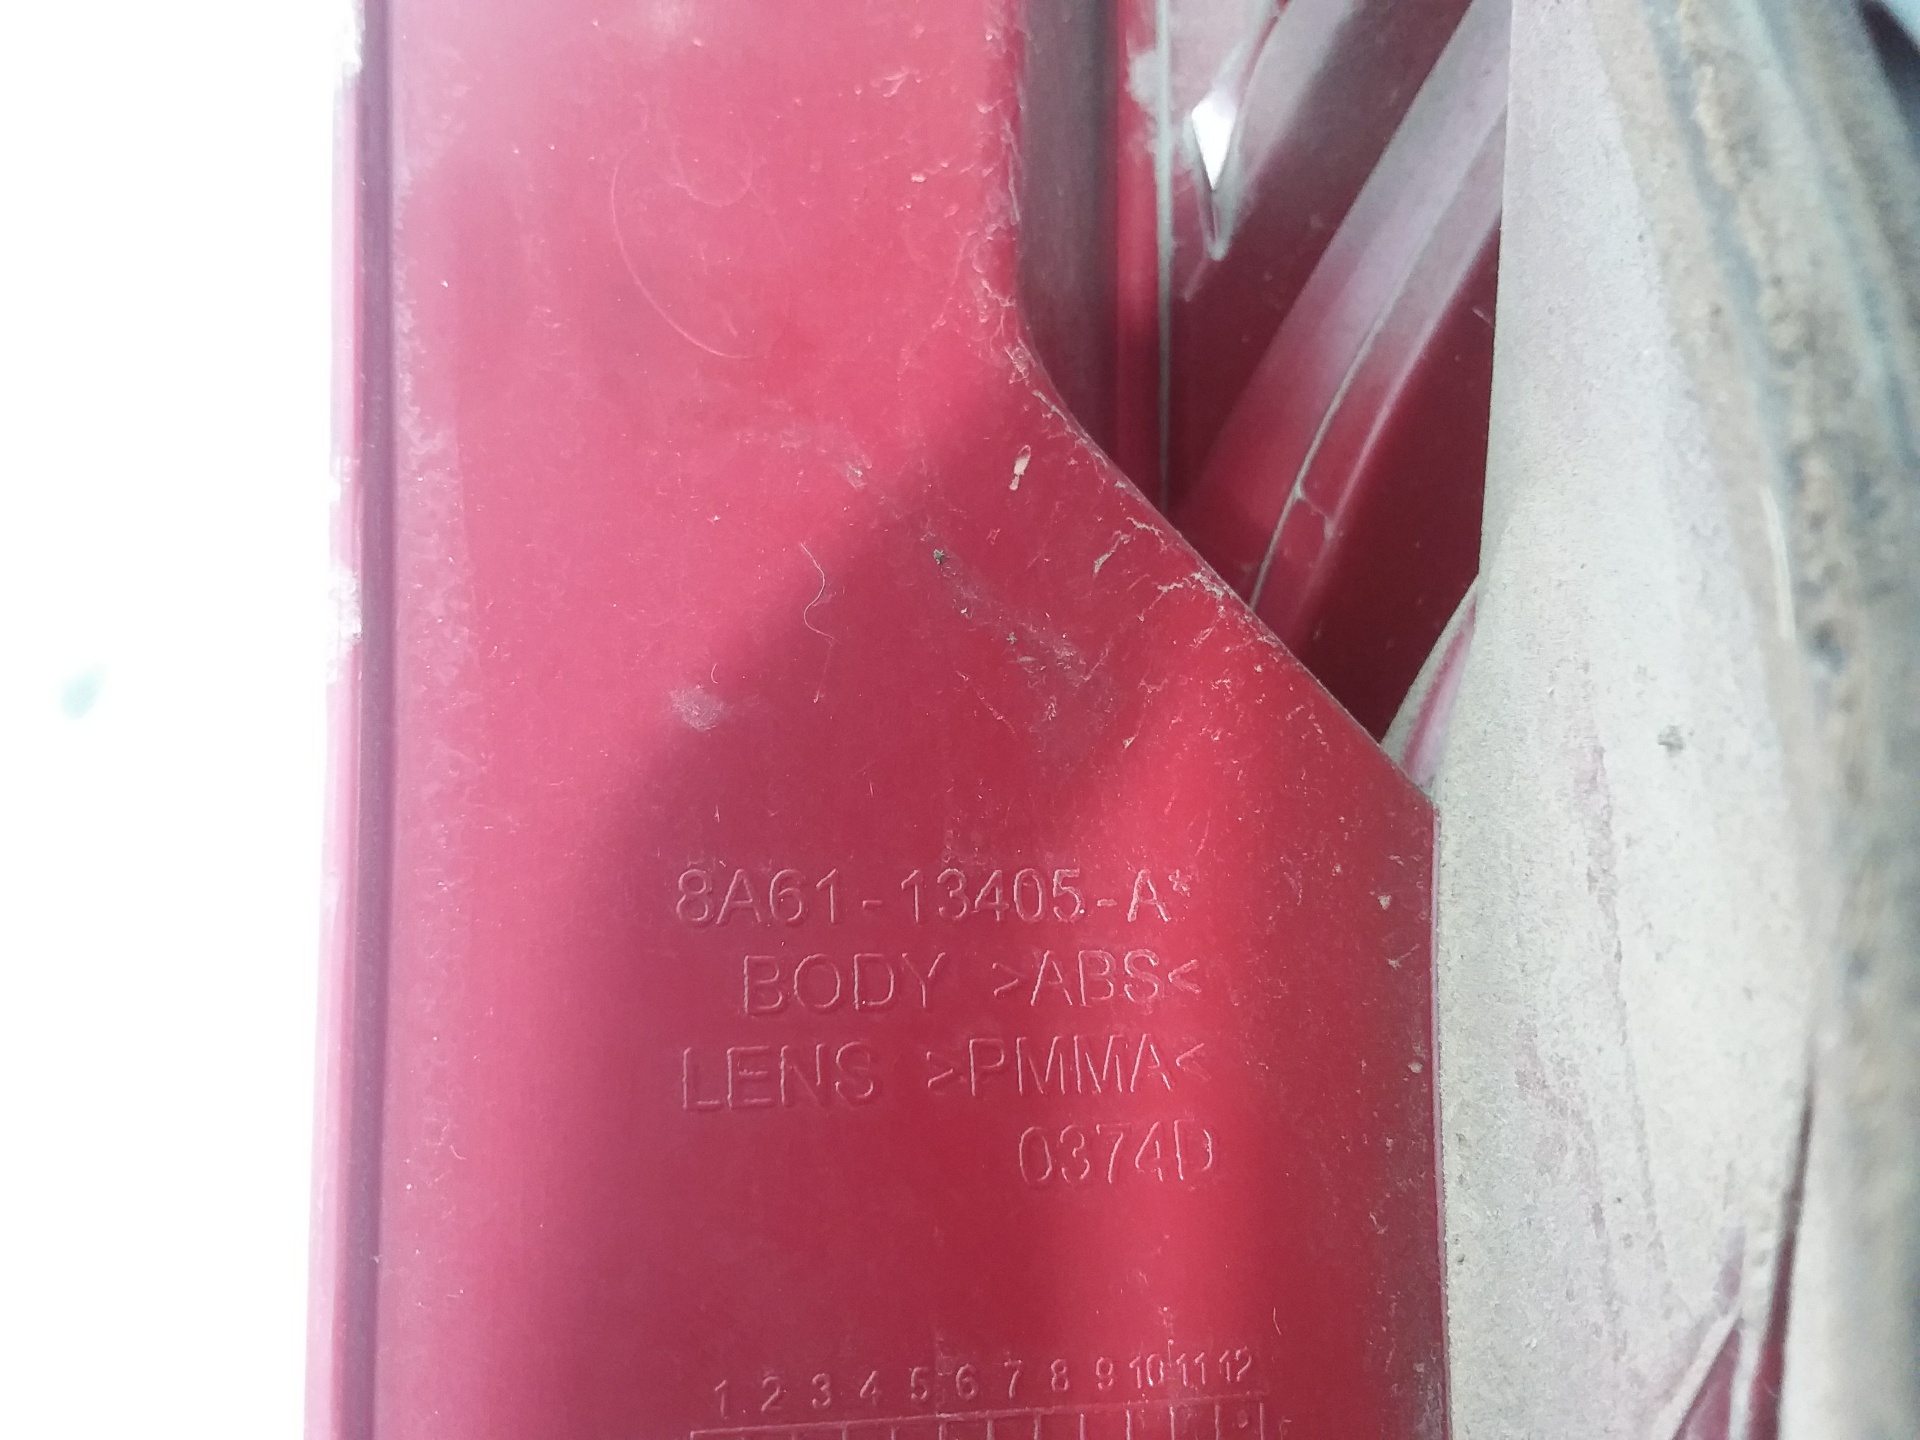 8A61-13405-A*
BODY >ABS<
LENS >PMMA<
0374D
1 2 3 4 5 6 7 8 9 10 11 12